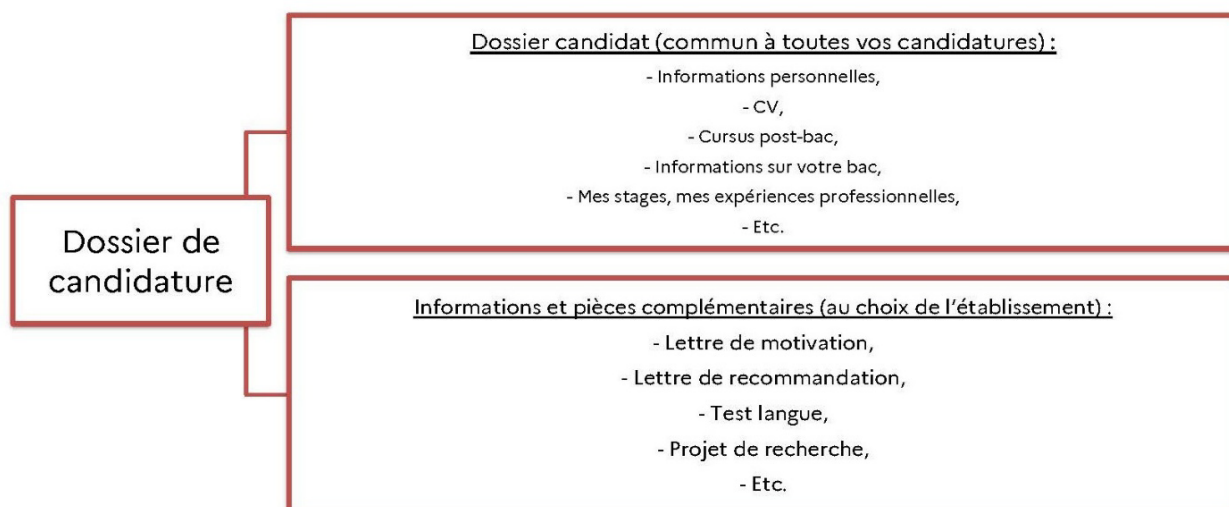 Dossier de
candidature
Dossier candidat (commun à toutes vos candidatures) :
- Informations personnelles,
- CV,
- Cursus post-bac,
- Informations sur votre bac,
- Mes stages, mes expériences professionnelles,
- Etc.
Informations et pièces complémentaires (au choix de l'établissement) :
- Lettre de motivation,
- Lettre de recommandation,
- Test langue,
- Projet de recherche,
- Etc.